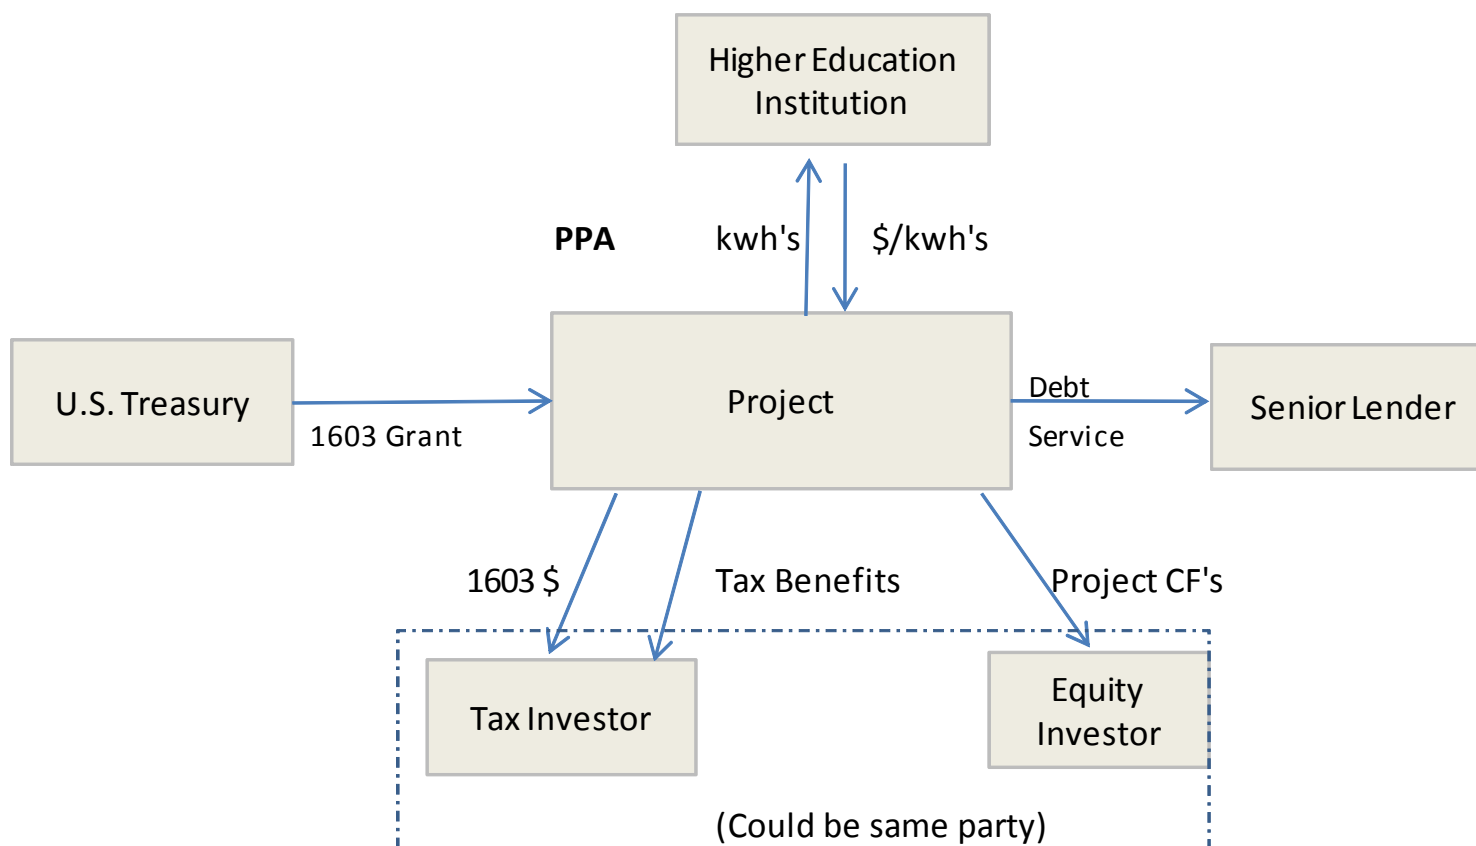 Higher Education
Institution
PPA
kwh's
$/kwh's
U.S. Treasury
1603 Grant
Project
Debt
Service
Senior Lender
1603 $
Tax Benefits
Project CF's
Tax Investor
Equity
Investor
(Could be same party)